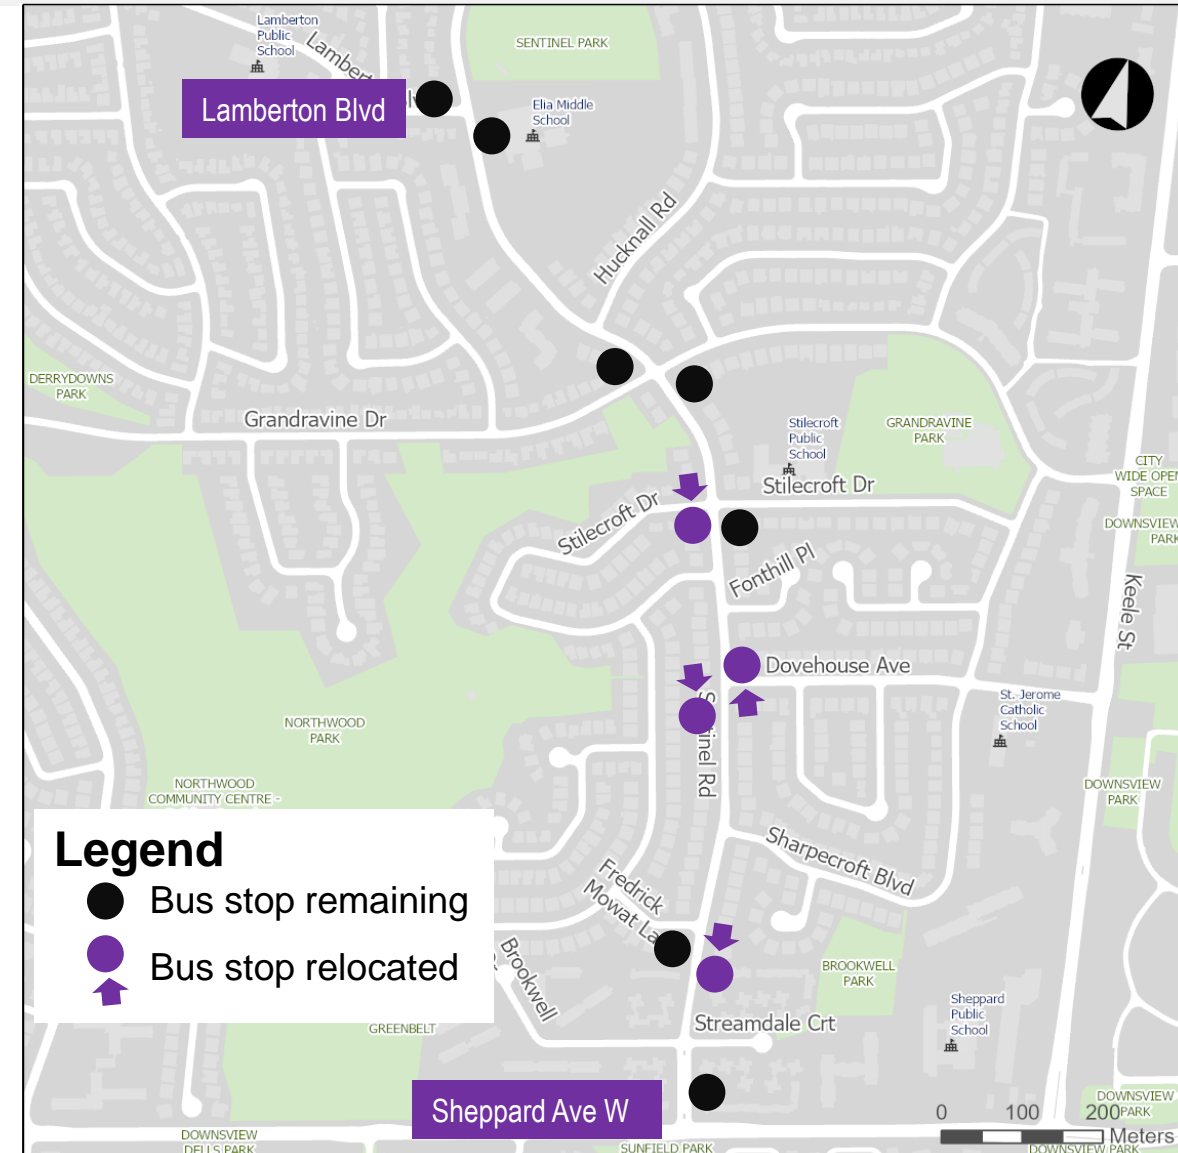 Lamberton
Public
School
SENTINEL PARK
Lamberton Blvd
Elia Middle
School
Hucknall Rd
DERRYDOWNS
PARK
Grandravine Dr
Stilecroft
Public
School
GRANDRAVINE
PARK
CITY
WIDE OPEN
SPACE
Stilecroft Dr
Stilecroft Dr
DOWNSVIEW
PARK
Fonthill Pl
Keele St
Dovehouse Ave
St. Jerome
Catholic
School
NORTHWOOD
PARK
NORTHWOOD
COMMUNITY CENTRE -
DOWNSVIEW
PARK
Sharpecroft Blvd
Fredrick
Mowat La
Legend
Bus stop remaining
Bus stop relocated
Brookwell
BROOKWELL
PARK
Sheppard
Public
School
GREENBELT
Streamdale Crt
Sheppard Ave W
DOWNSVIEW
PARK
0 100 200
Meters
DOWNSVIEW
DELLS PARK
SUNFIELD PARK
DOWNSVIEW PARK